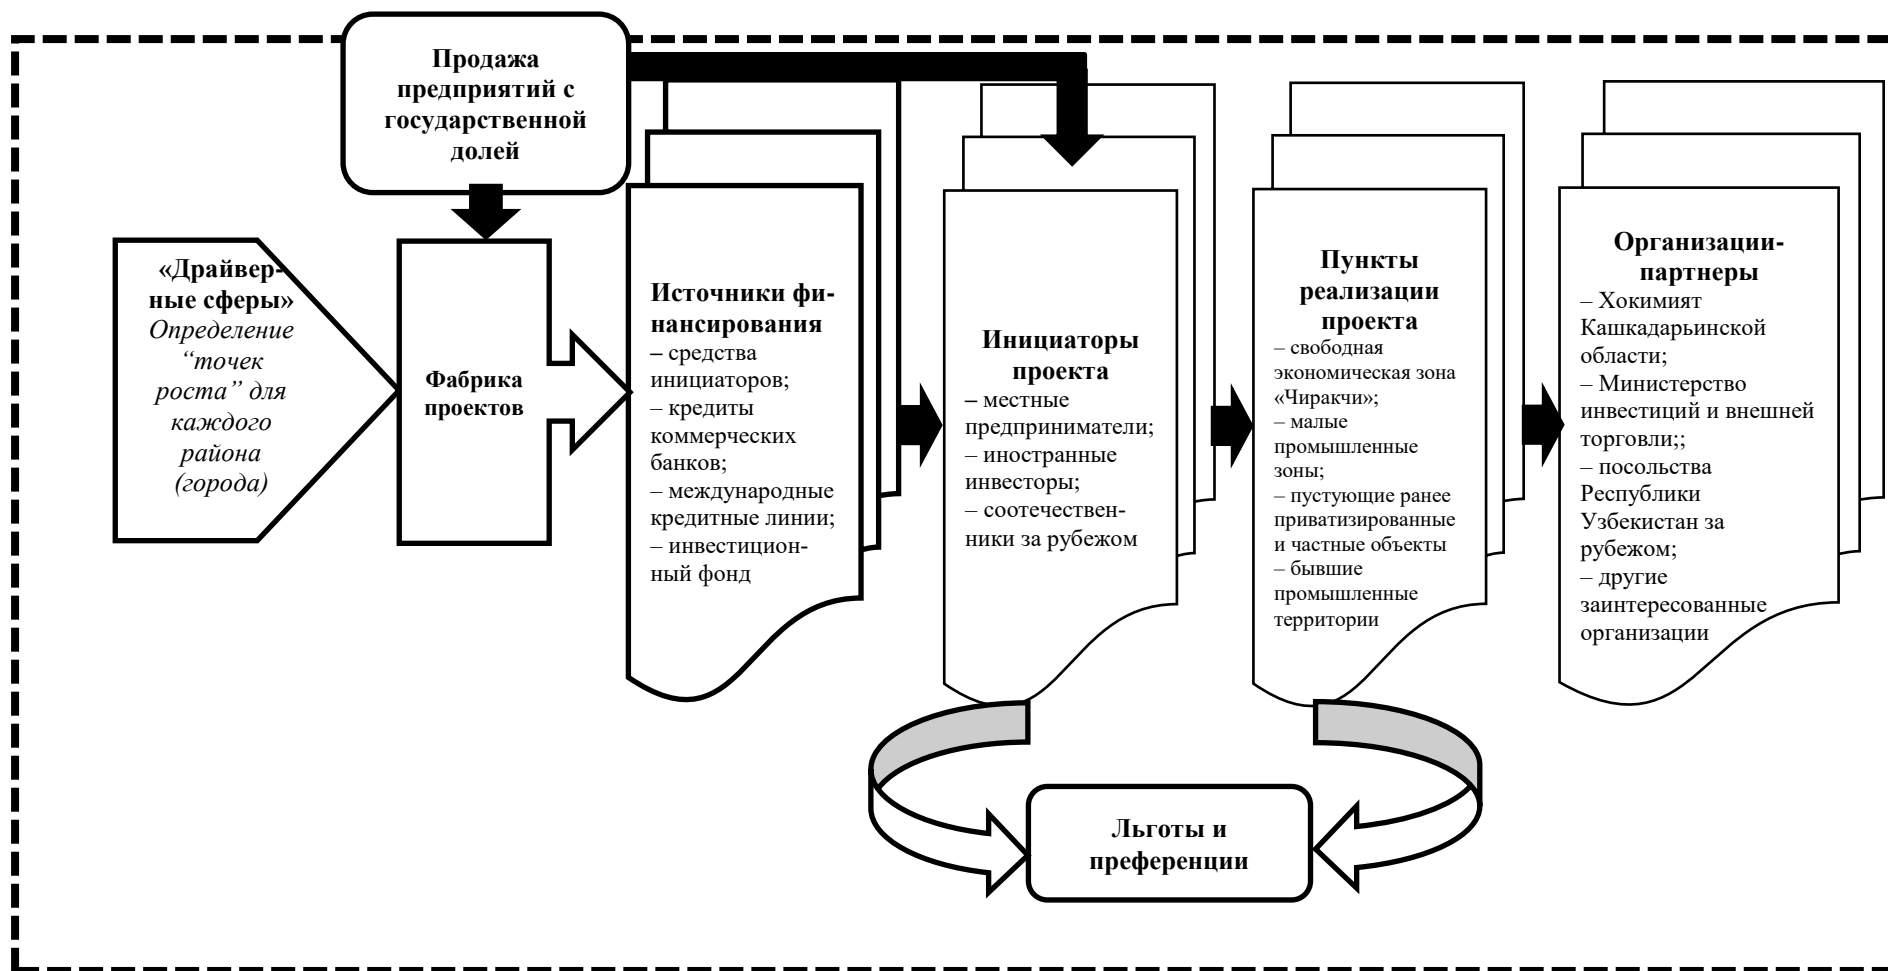 Продажа
предприятий с
государственной
долей
«Драйвер-
ные сферы»
Определение
“точек
роста” для
каждого
района
(города)
Фабрика
проектов
Источники фи-
нансирования
– средства
инициаторов;
– кредиты
коммерческих
банков;
– международные
кредитные линии;
– инвестицион-
ный фонд
Инициаторы
проекта
– местные
предприниматели;
– иностранные
инвесторы;
– соотечествен-
ники за рубежом
Пункты
реализации
проекта
– свободная
экономическая зона
«Чиракчи»;
– малые
промышленные
зоны;
– пустующие ранее
приватизированные
и частные объекты
– бывшие
промышленные
территории
Организации-
партнеры
– Хокимият
Кашкадарьинской
области;
– Министерство
инвестиций и внешней
торговли;;
– посольства
Республики
Узбекистан за
рубежом;
– другие
заинтересованные
организации
Льготы и
преференции